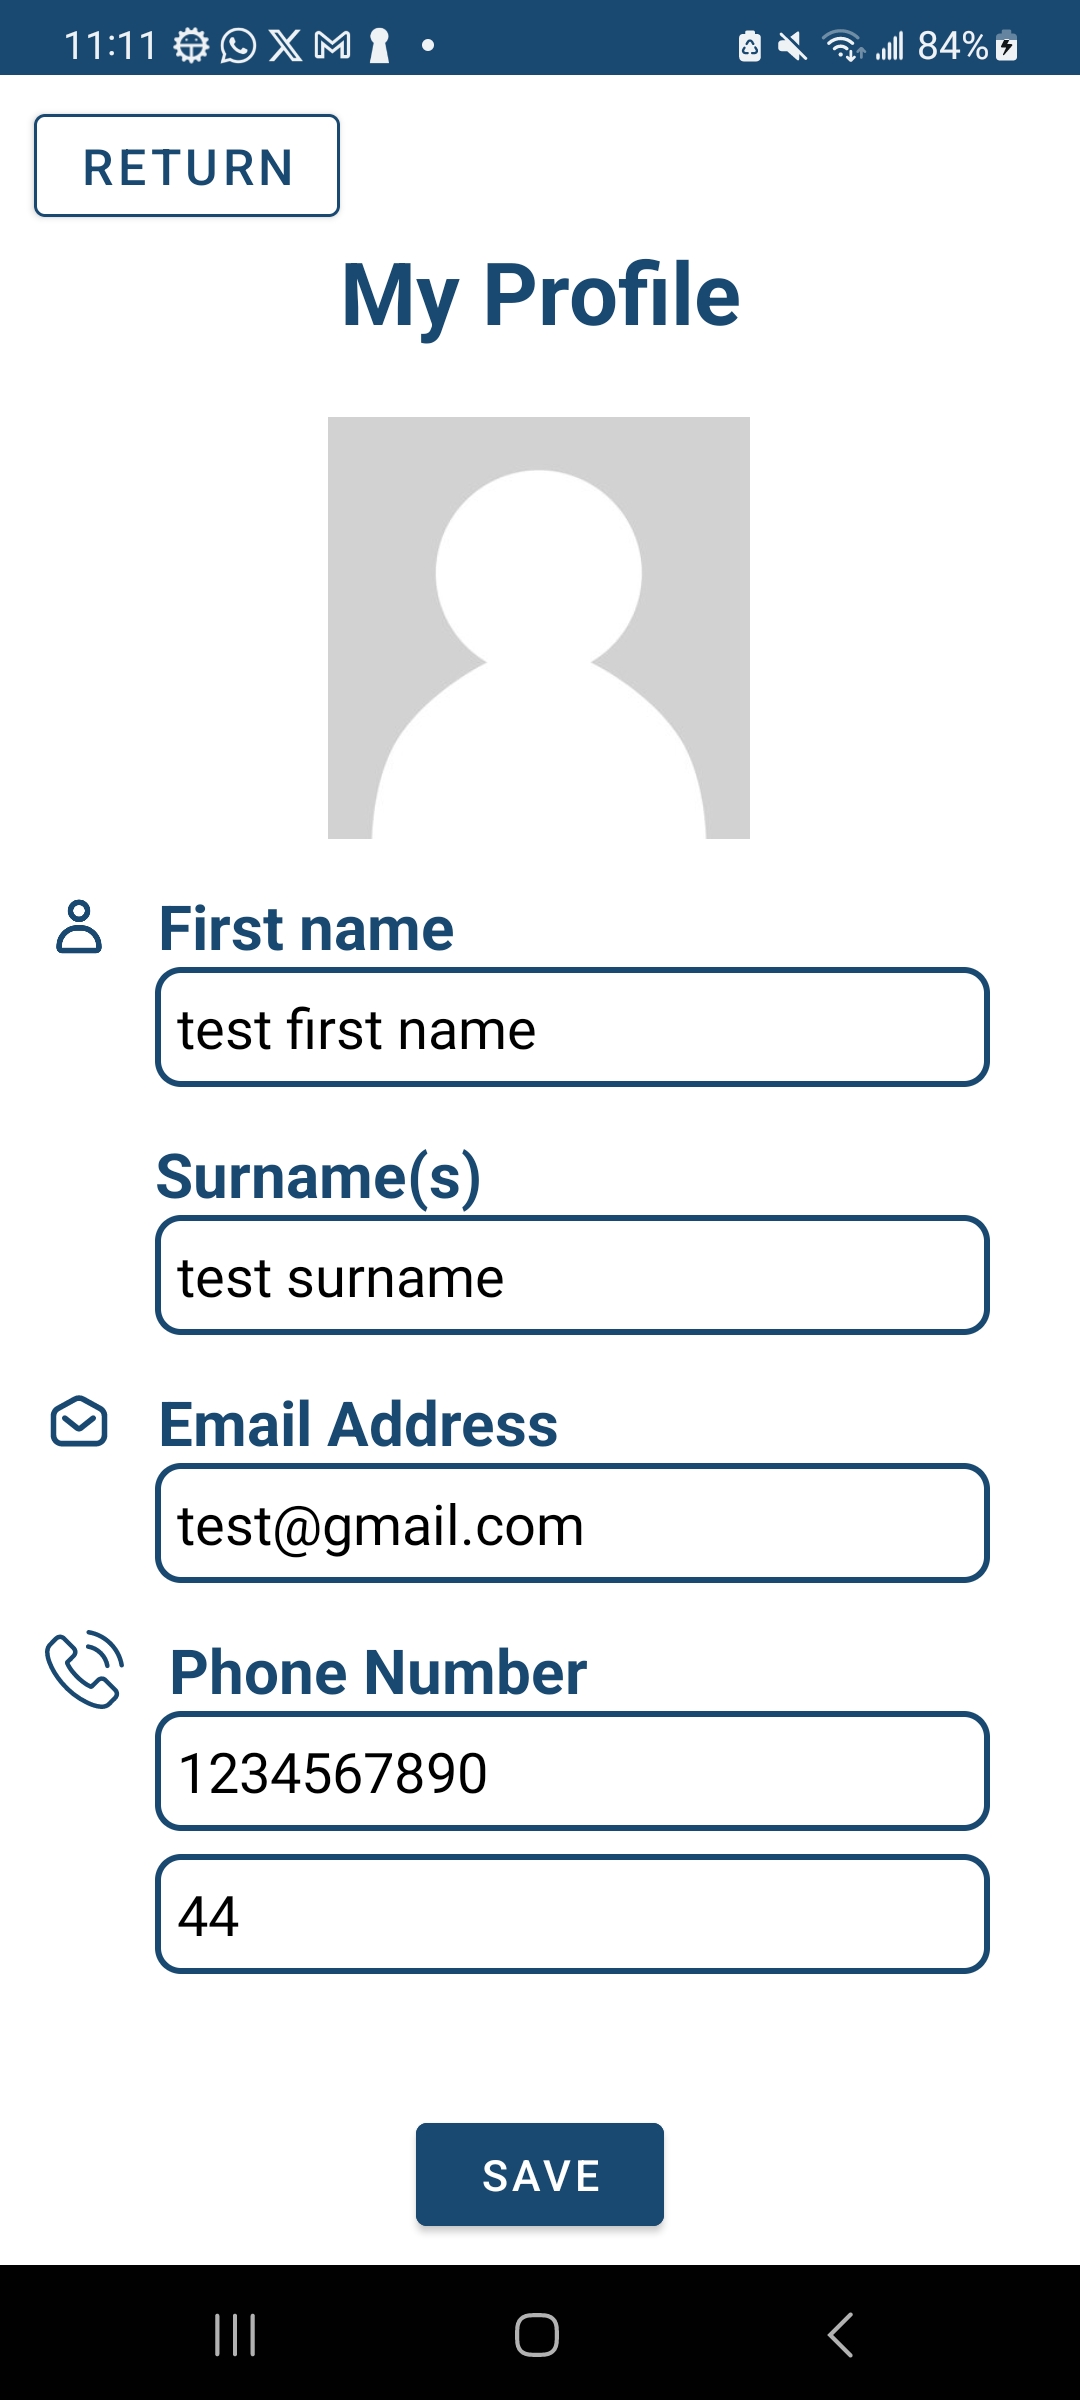 11:11 84%
RETURN
My Profile
First name
test first name
Surname(s)
test surname
Email Address
test@gmail.com
Phone Number
1234567890
44
SAVE